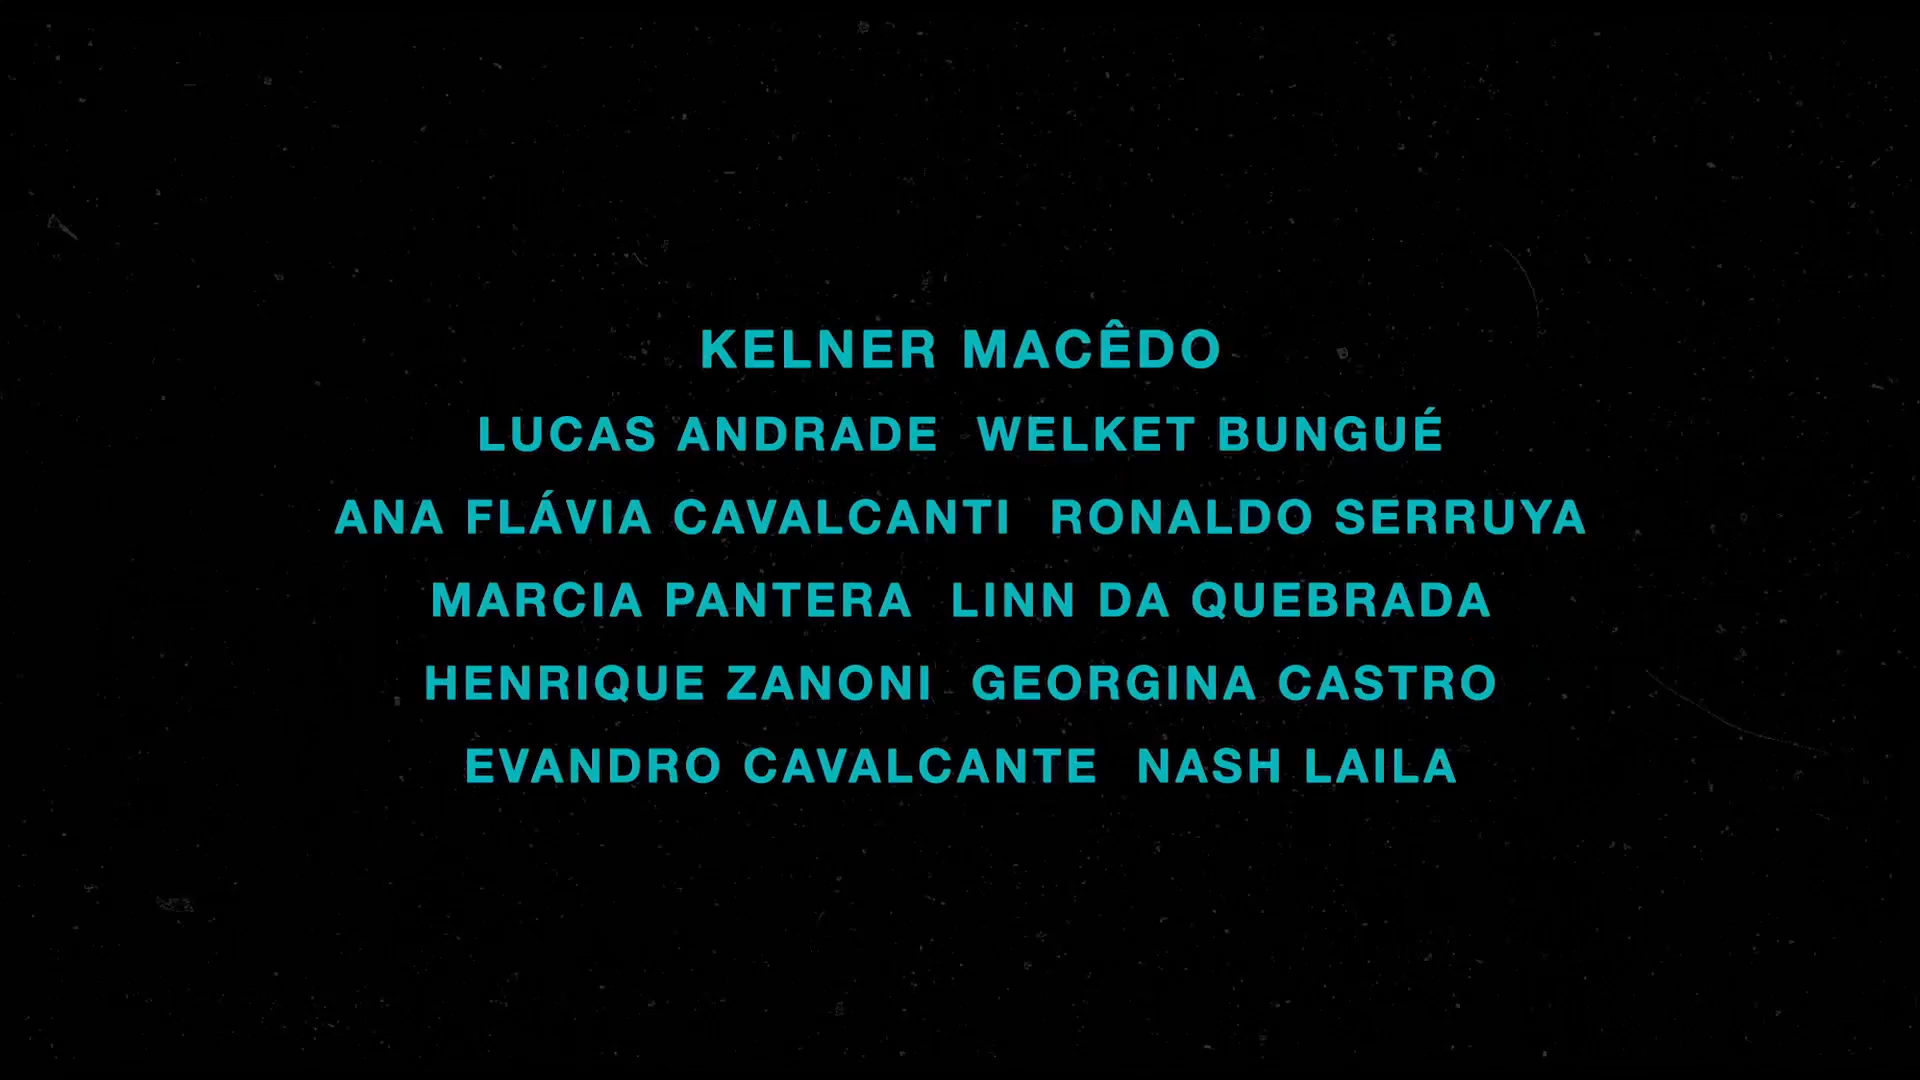 KELNER MACÊDO
LUCAS ANDRADE WELKET BUNGUÉ
ANA FLÁVIA CAVALCANTI RONALDO SERRUYA
MARCIA PANTERA LINN DA QUEBRADA
HENRIQUE ZANONI GEORGINA CASTRO
EVANDRO CAVALCANTE NASH LAILA